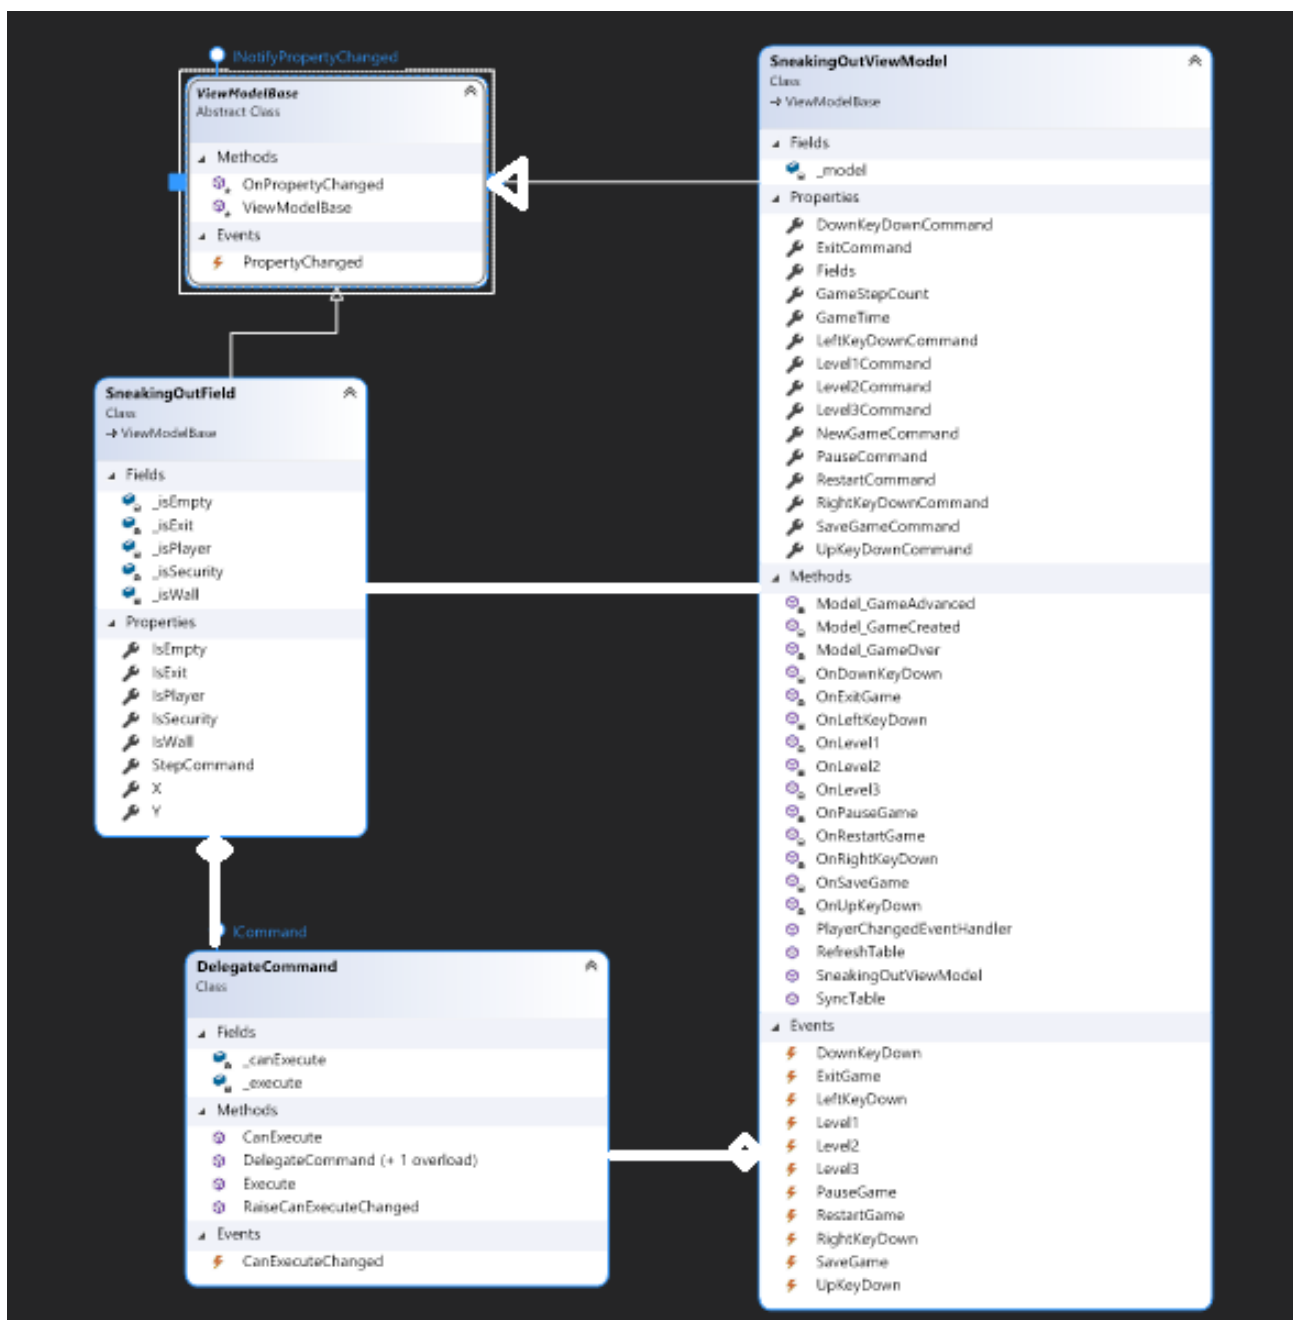 INotifyPropertyChanged
ViewModelBase
Abstract Class
Methods
OnPropertyChanged
ViewModelBase
Events
PropertyChanged
SneakingOutField
Class
ViewModelBase
Fields
_isEmpty
_isExit
_isPlayer
_isSecurity
_isWall
Properties
IsEmpty
IsExit
IsPlayer
IsSecurity
IsWall
StepCommand
X
Y
ICommand
DelegateCommand
Class
Fields
_canExecute
_execute
Methods
CanExecute
DelegateCommand (+ 1 overload)
Execute
RaiseCanExecuteChanged
Events
CanExecuteChanged
SneakingOutViewModel
Class
ViewModelBase
Fields
_model
Properties
DownKeyDownCommand
ExitCommand
Fields
GameStepCount
GameTime
LeftKeyDownCommand
Level1Command
Level2Command
Level3Command
NewGameCommand
PauseCommand
RestartCommand
RightKeyDownCommand
SaveGameCommand
UpKeyDownCommand
Methods
Model_GameAdvanced
Model_GameCreated
Model_GameOver
OnDownKeyDown
OnExitGame
OnLeftKeyDown
OnLevel1
OnLevel2
OnLevel3
OnPauseGame
OnRestartGame
OnRightKeyDown
OnSaveGame
OnUpKeyDown
PlayerChangedEventHandler
RefreshTable
SneakingOutViewModel
SyncTable
Events
DownKeyDown
ExitGame
LeftKeyDown
Level1
Level2
Level3
PauseGame
RestartGame
RightKeyDown
SaveGame
UpKeyDown